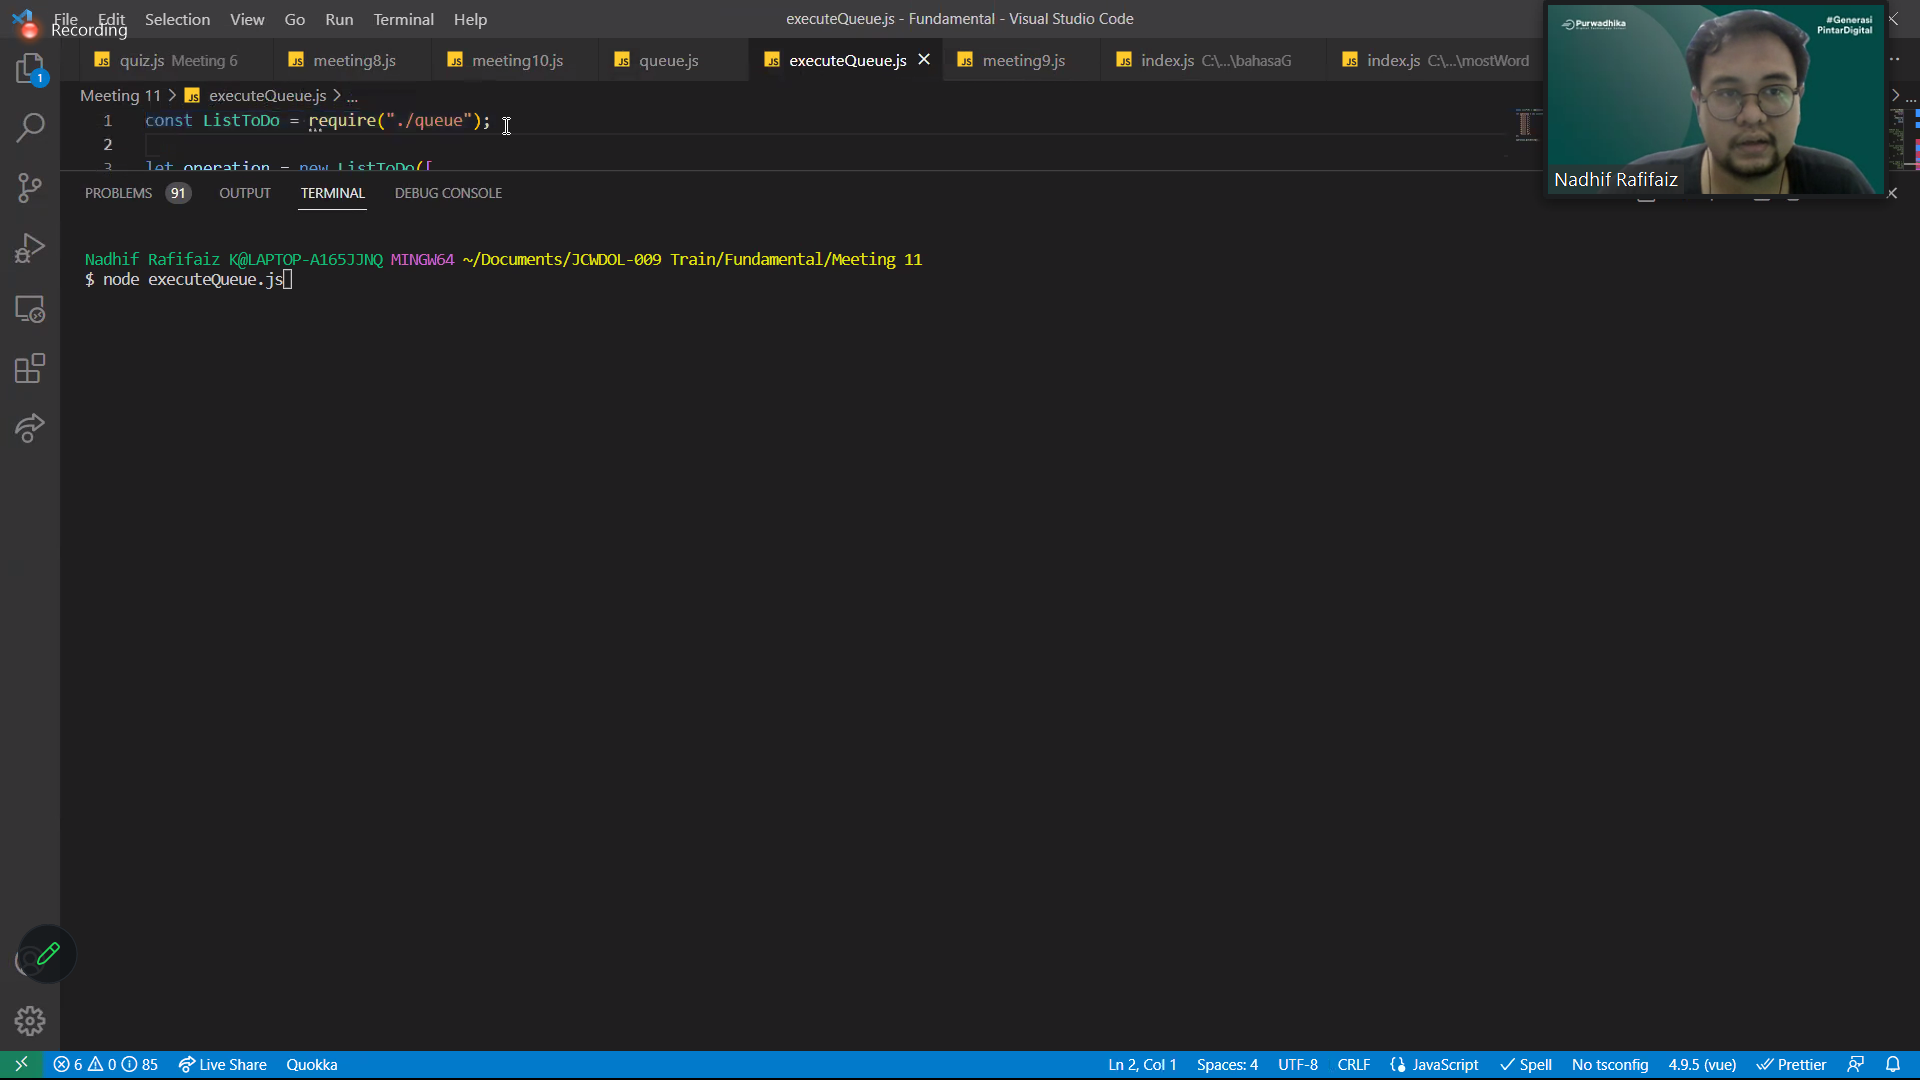 File Edit Selection View Go Run Terminal Help
Recording
executeQueue.js - Fundamental - Visual Studio Code
quiz.js Meeting 6
meeting8.js
meeting10.js
queue.js
executeQueue.js
meeting9.js
index.js C:\...\bahasaG
index.js C:\...\mostWord
Meeting 11 > executeQueue.js > ...
1 const ListToDo = require("./queue");
2
3 let operation = new ListToDo([
PROBLEMS 91 OUTPUT TERMINAL DEBUG CONSOLE
Purwadhika
#Generasi
PintarDigital
Nadhif Rafifaiz
Nadhif Rafifaiz K@LAPTOP-A165JJNQ MINGW64 ~/Documents/JCWDOL-009 Train/Fundamental/Meeting 11
$ node executeQueue.js
1
6 0 85 Live Share Quokka
Ln 2, Col 1 Spaces: 4 UTF-8 CRLF {} JavaScript Spell No tsconfig 4.9.5 (vue) Prettier